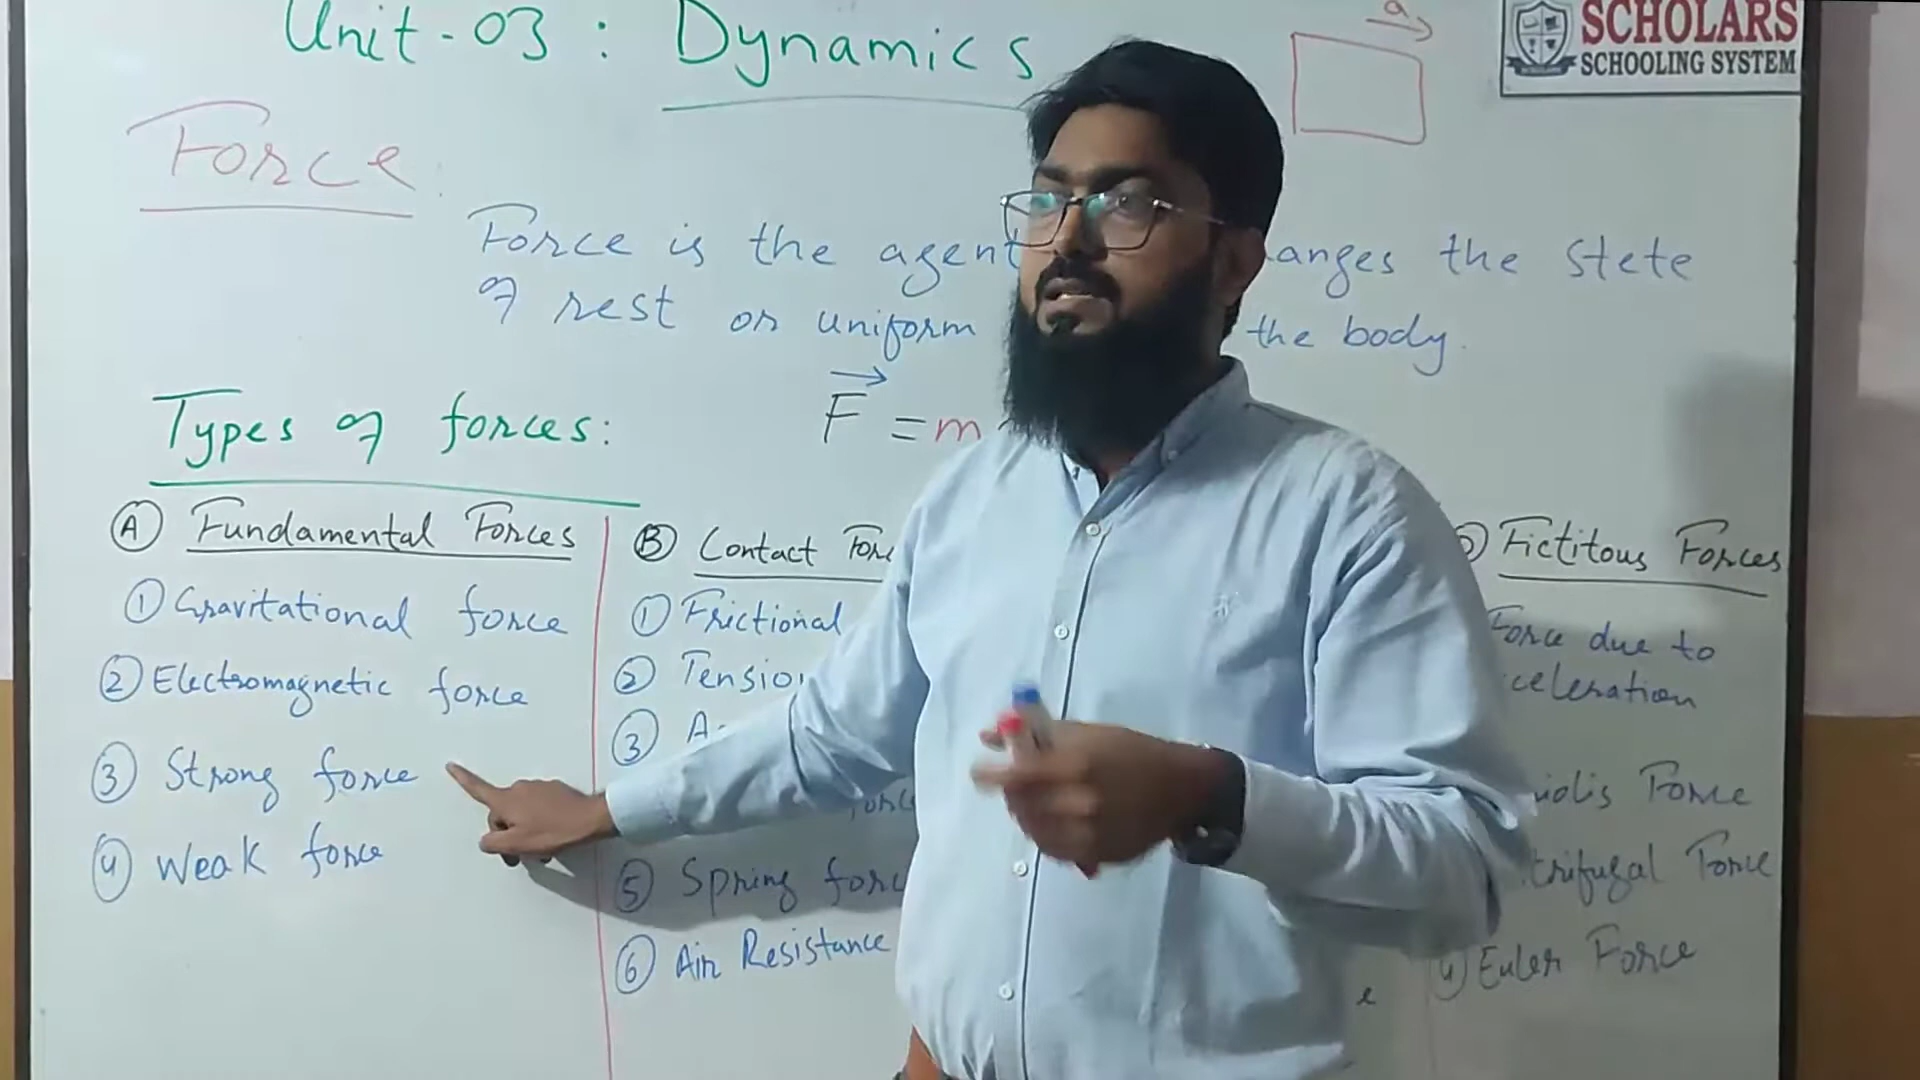 Unit-03 : Dynamics
a
SCHOLARS
SCHOOLING SYSTEM
Force :
Force is the agent anges the stete
of rest or uniform the body.
F = m
Types of forces:
A Fundamental Forces
1 Gravitational force
2 Electromagnetic force
3 Strong force
4 Weak force
B Contact For
1 Frictional
2 Tension
3
5 Spring forc
6 Air Resistance
Fictitous Forces
Force due to
celeration
iolis Force
trifugal Force
4 Euler Force